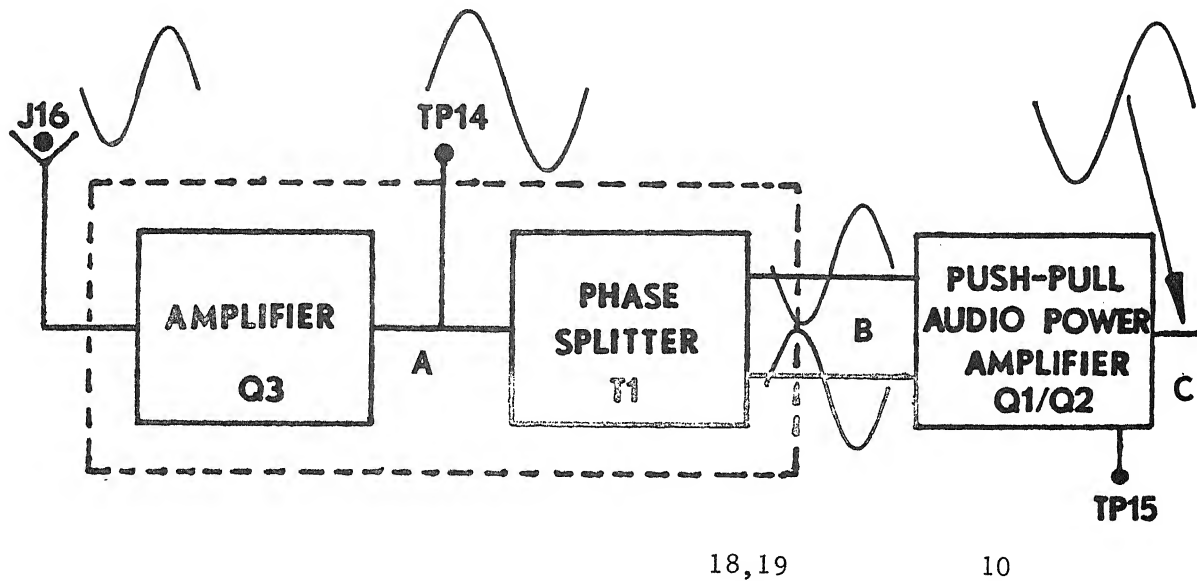 J16
TP14
AMPLIFIER
Q3
A
PHASE
SPLITTER
T1
B
PUSH-PULL
AUDIO POWER
AMPLIFIER
Q1/Q2
C
TP15
18,19 10